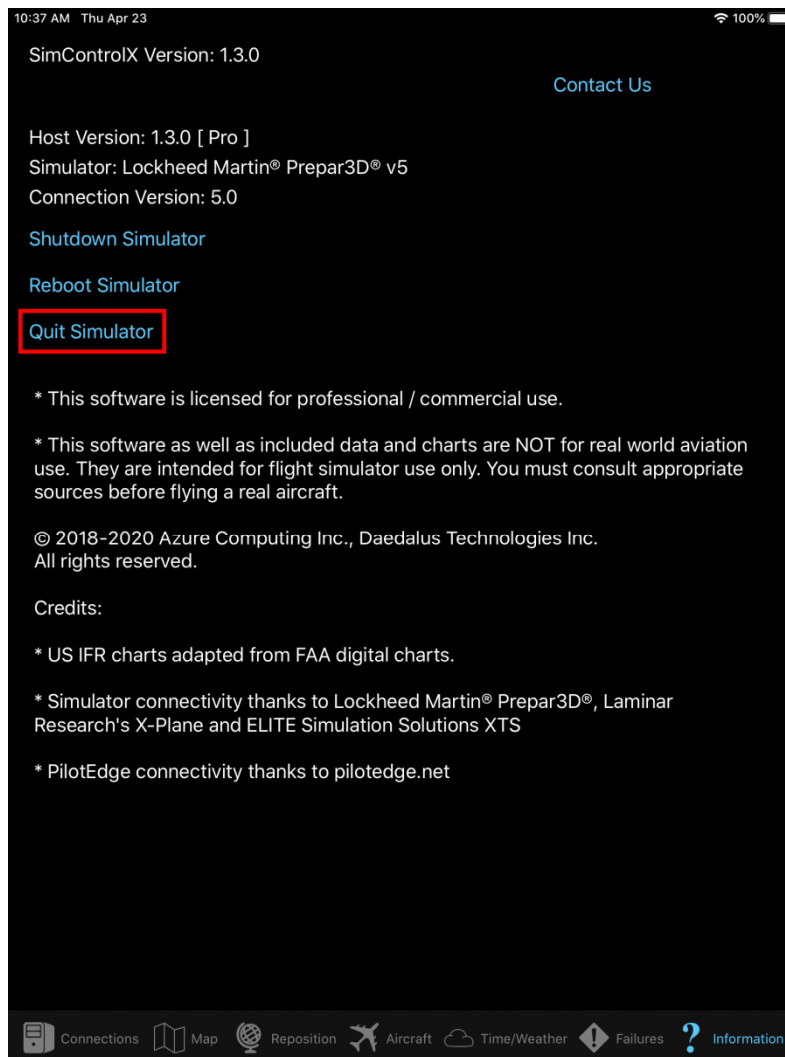 10:37 AM Thu Apr 23
100%
SimControlX Version: 1.3.0
Contact Us
Host Version: 1.3.0 [ Pro ]
Simulator: Lockheed Martin® Prepar3D® v5
Connection Version: 5.0
Shutdown Simulator
Reboot Simulator
Quit Simulator
* This software is licensed for professional / commercial use.
* This software as well as included data and charts are NOT for real world aviation
use. They are intended for flight simulator use only. You must consult appropriate
sources before flying a real aircraft.
© 2018-2020 Azure Computing Inc., Daedalus Technologies Inc.
All rights reserved.
Credits:
* US IFR charts adapted from FAA digital charts.
* Simulator connectivity thanks to Lockheed Martin® Prepar3D®, Laminar
Research's X-Plane and ELITE Simulation Solutions XTS
* PilotEdge connectivity thanks to pilotedge.net
Connections Map Reposition Aircraft Time/Weather Failures ? Information